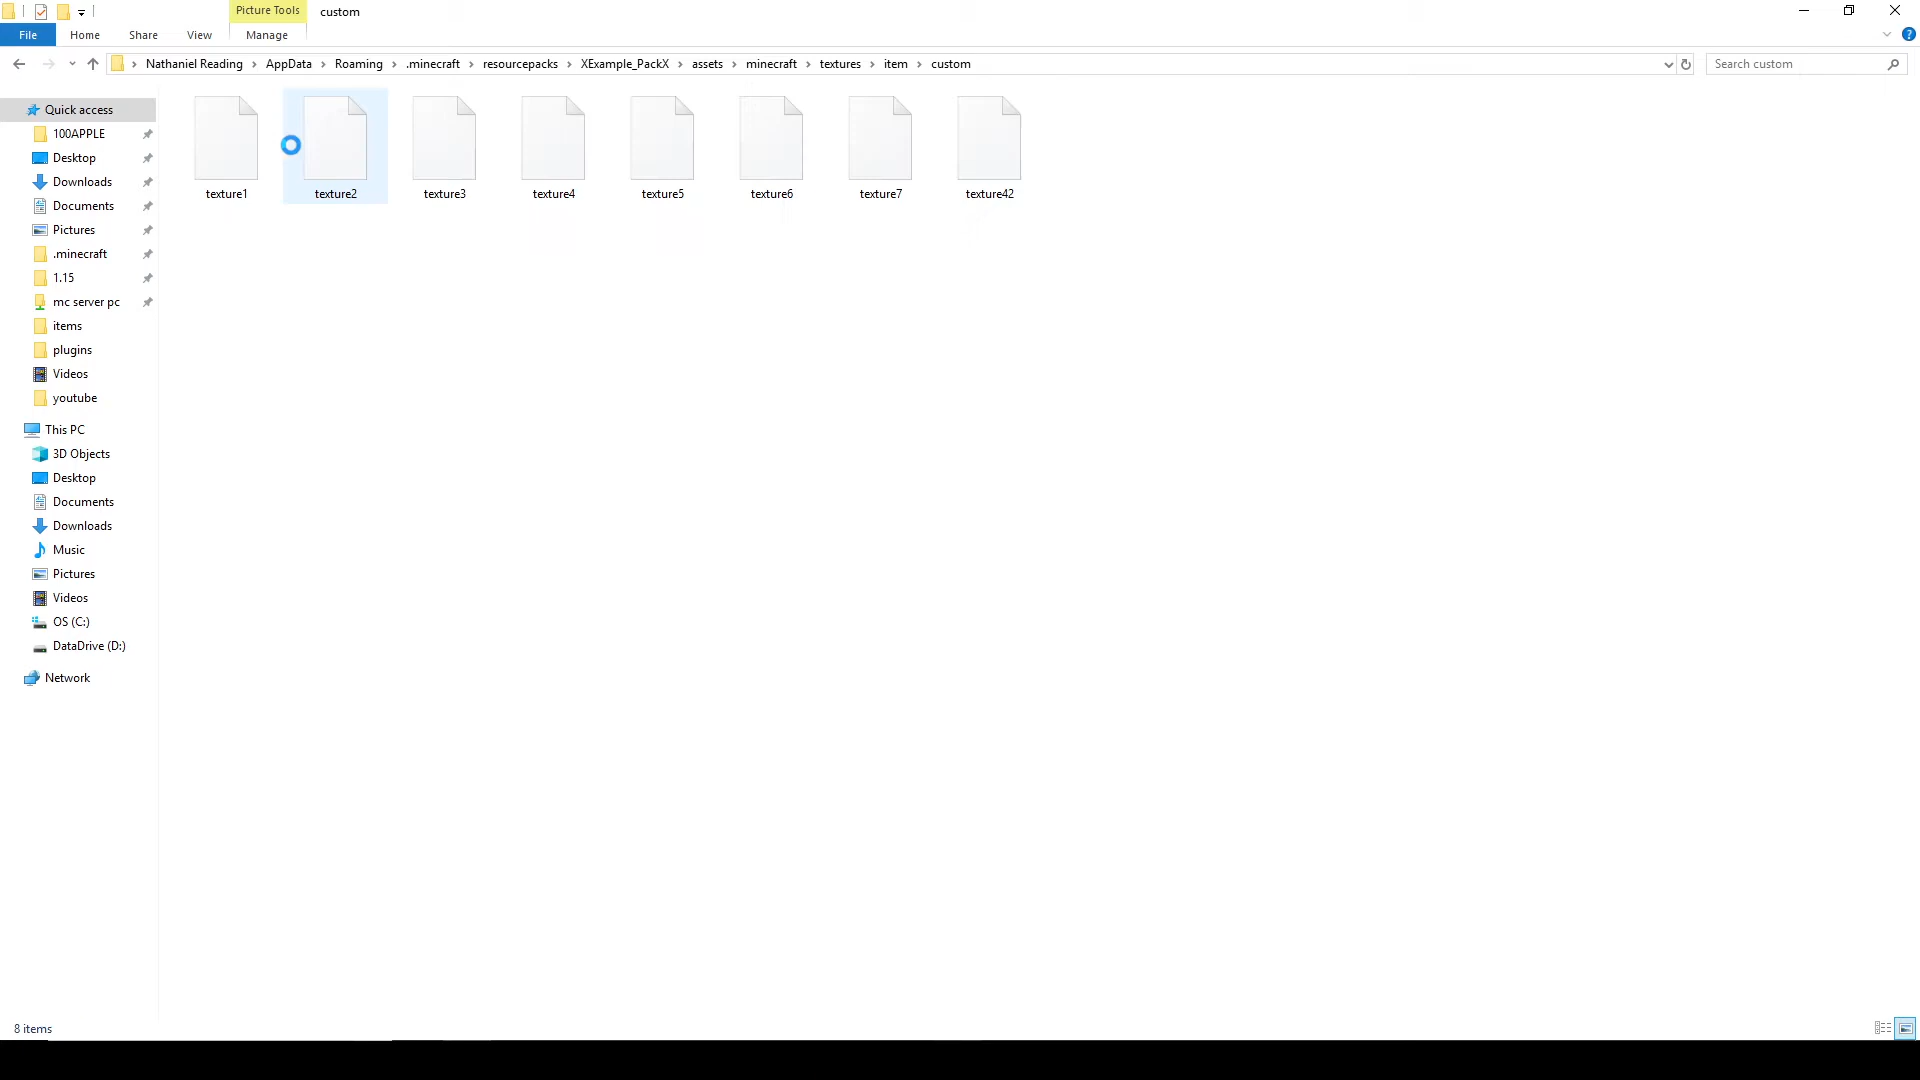 Picture Tools
custom
File
Home
Share
View
Manage
Nathaniel Reading
AppData
Roaming
.minecraft
resourcepacks
XExample_PackX
assets
minecraft
textures
item
custom
Search custom
Quick access
100APPLE
Desktop
Downloads
Documents
Pictures
.minecraft
1.15
mc server pc
items
plugins
Videos
youtube
This PC
3D Objects
Desktop
Documents
Downloads
Music
Pictures
Videos
OS (C:)
DataDrive (D:)
Network
texture1
texture2
texture3
texture4
texture5
texture6
texture7
texture42
8 items